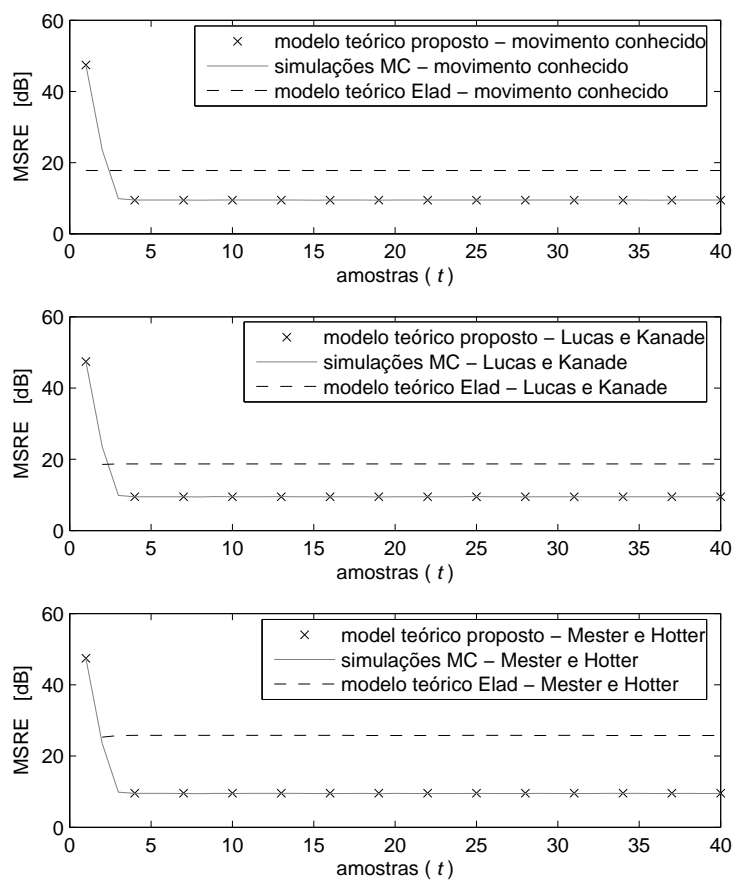 60
40
20
0
MSRE [dB]
× modelo teórico proposto − movimento conhecido
simulações MC − movimento conhecido
modelo teórico Elad − movimento conhecido
0 5 10 15 20 25 30 35 40
amostras ( t )
60
40
20
0
MSRE [dB]
× modelo teórico proposto − Lucas e Kanade
simulações MC − Lucas e Kanade
modelo teórico Elad − Lucas e Kanade
0 5 10 15 20 25 30 35 40
amostras ( t )
60
40
20
0
MSRE [dB]
× model teórico proposto − Mester e Hotter
simulações MC − Mester e Hotter
modelo teórico Elad − Mester e Hotter
0 5 10 15 20 25 30 35 40
amostras ( t )